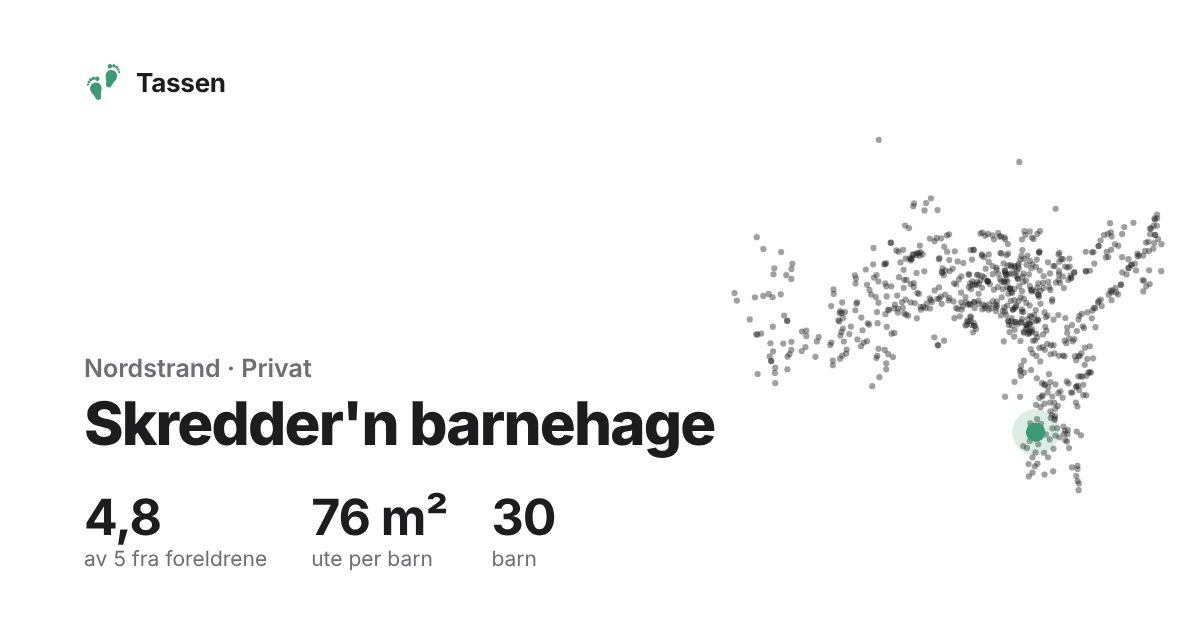 Tassen
Nordstrand · Privat
Skredder'n barnehage
4,8 76 m² 30
av 5 fra foreldrene ute per barn barn